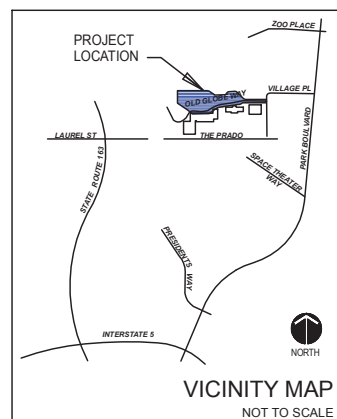 ZOO PLACE
PROJECT
LOCATION
OLD GLOBE WAY
VILLAGE PL
LAUREL ST
THE PRADO
PARK BOULVARD
SPACE THEATER
WAY
STATE ROUTE 163
PRESIDENTS
WAY
INTERSTATE 5
NORTH
VICINITY MAP
NOT TO SCALE